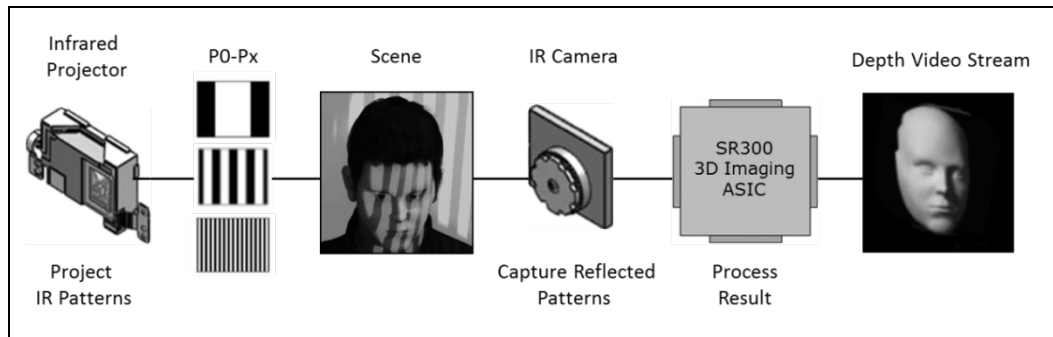 Infrared
Projector
P0-Px
Scene
IR Camera
Depth Video Stream
SR300
3D Imaging
ASIC
Project
IR Patterns
Capture Reflected
Patterns
Process
Result